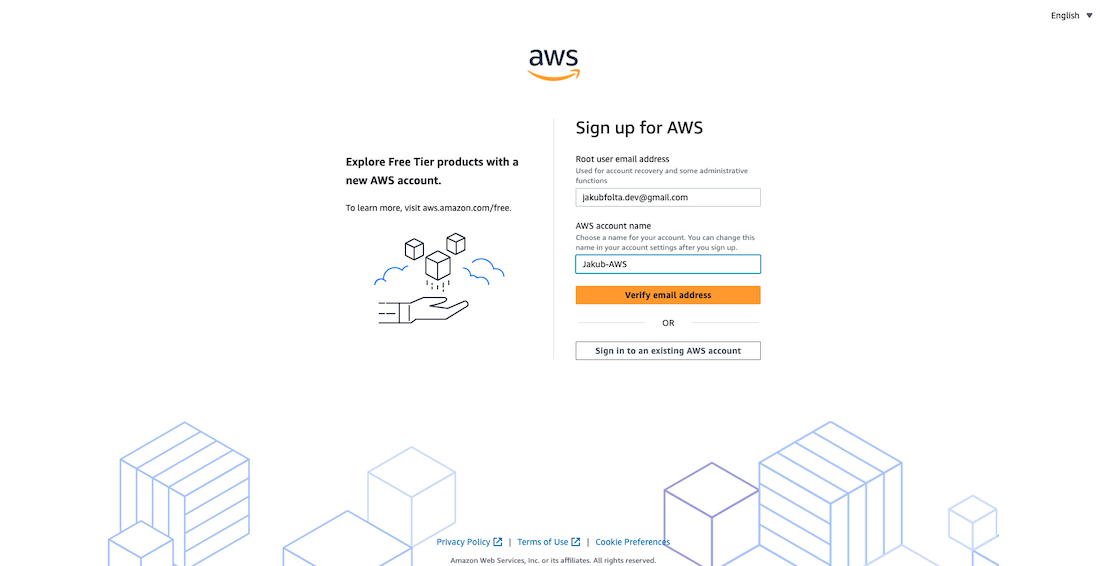 English
aws
Explore Free Tier products with a
new AWS account.
To learn more, visit aws.amazon.com/free.
Sign up for AWS
Root user email address
Used for account recovery and some administrative
functions
jakubfolta.dev@gmail.com
AWS account name
Choose a name for your account. You can change this
name in your account settings after you sign up.
Jakub-AWS
Verify email address
OR
Sign in to an existing AWS account
Privacy Policy | Terms of Use | Cookie Preferences
Amazon Web Services, Inc. or its affiliates. All rights reserved.